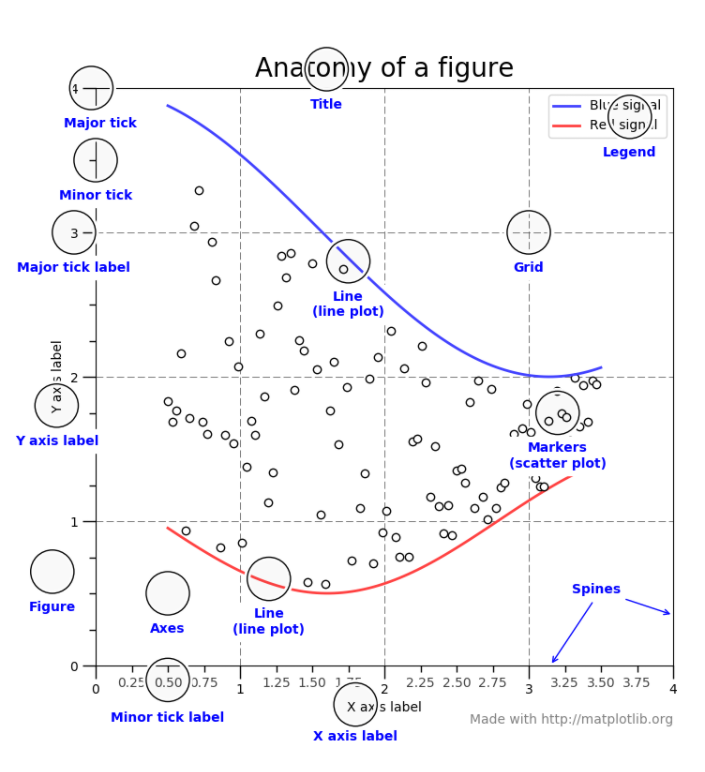 Anatomy of a figure
Title
4
Blue signal
Red signal
Legend
Major tick
Minor tick
3
Major tick label
Grid
Line
(line plot)
2
Y axis label
Y axis label
Markers
(scatter plot)
1
Figure
Axes
Line
(line plot)
Spines
0
0 0.25 0.50 0.75 1 1.25 1.50 1.75 2 2.25 2.50 2.75 3 3.25 3.50 3.75 4
Minor tick label
X axis label
X axis label
Made with http://matplotlib.org